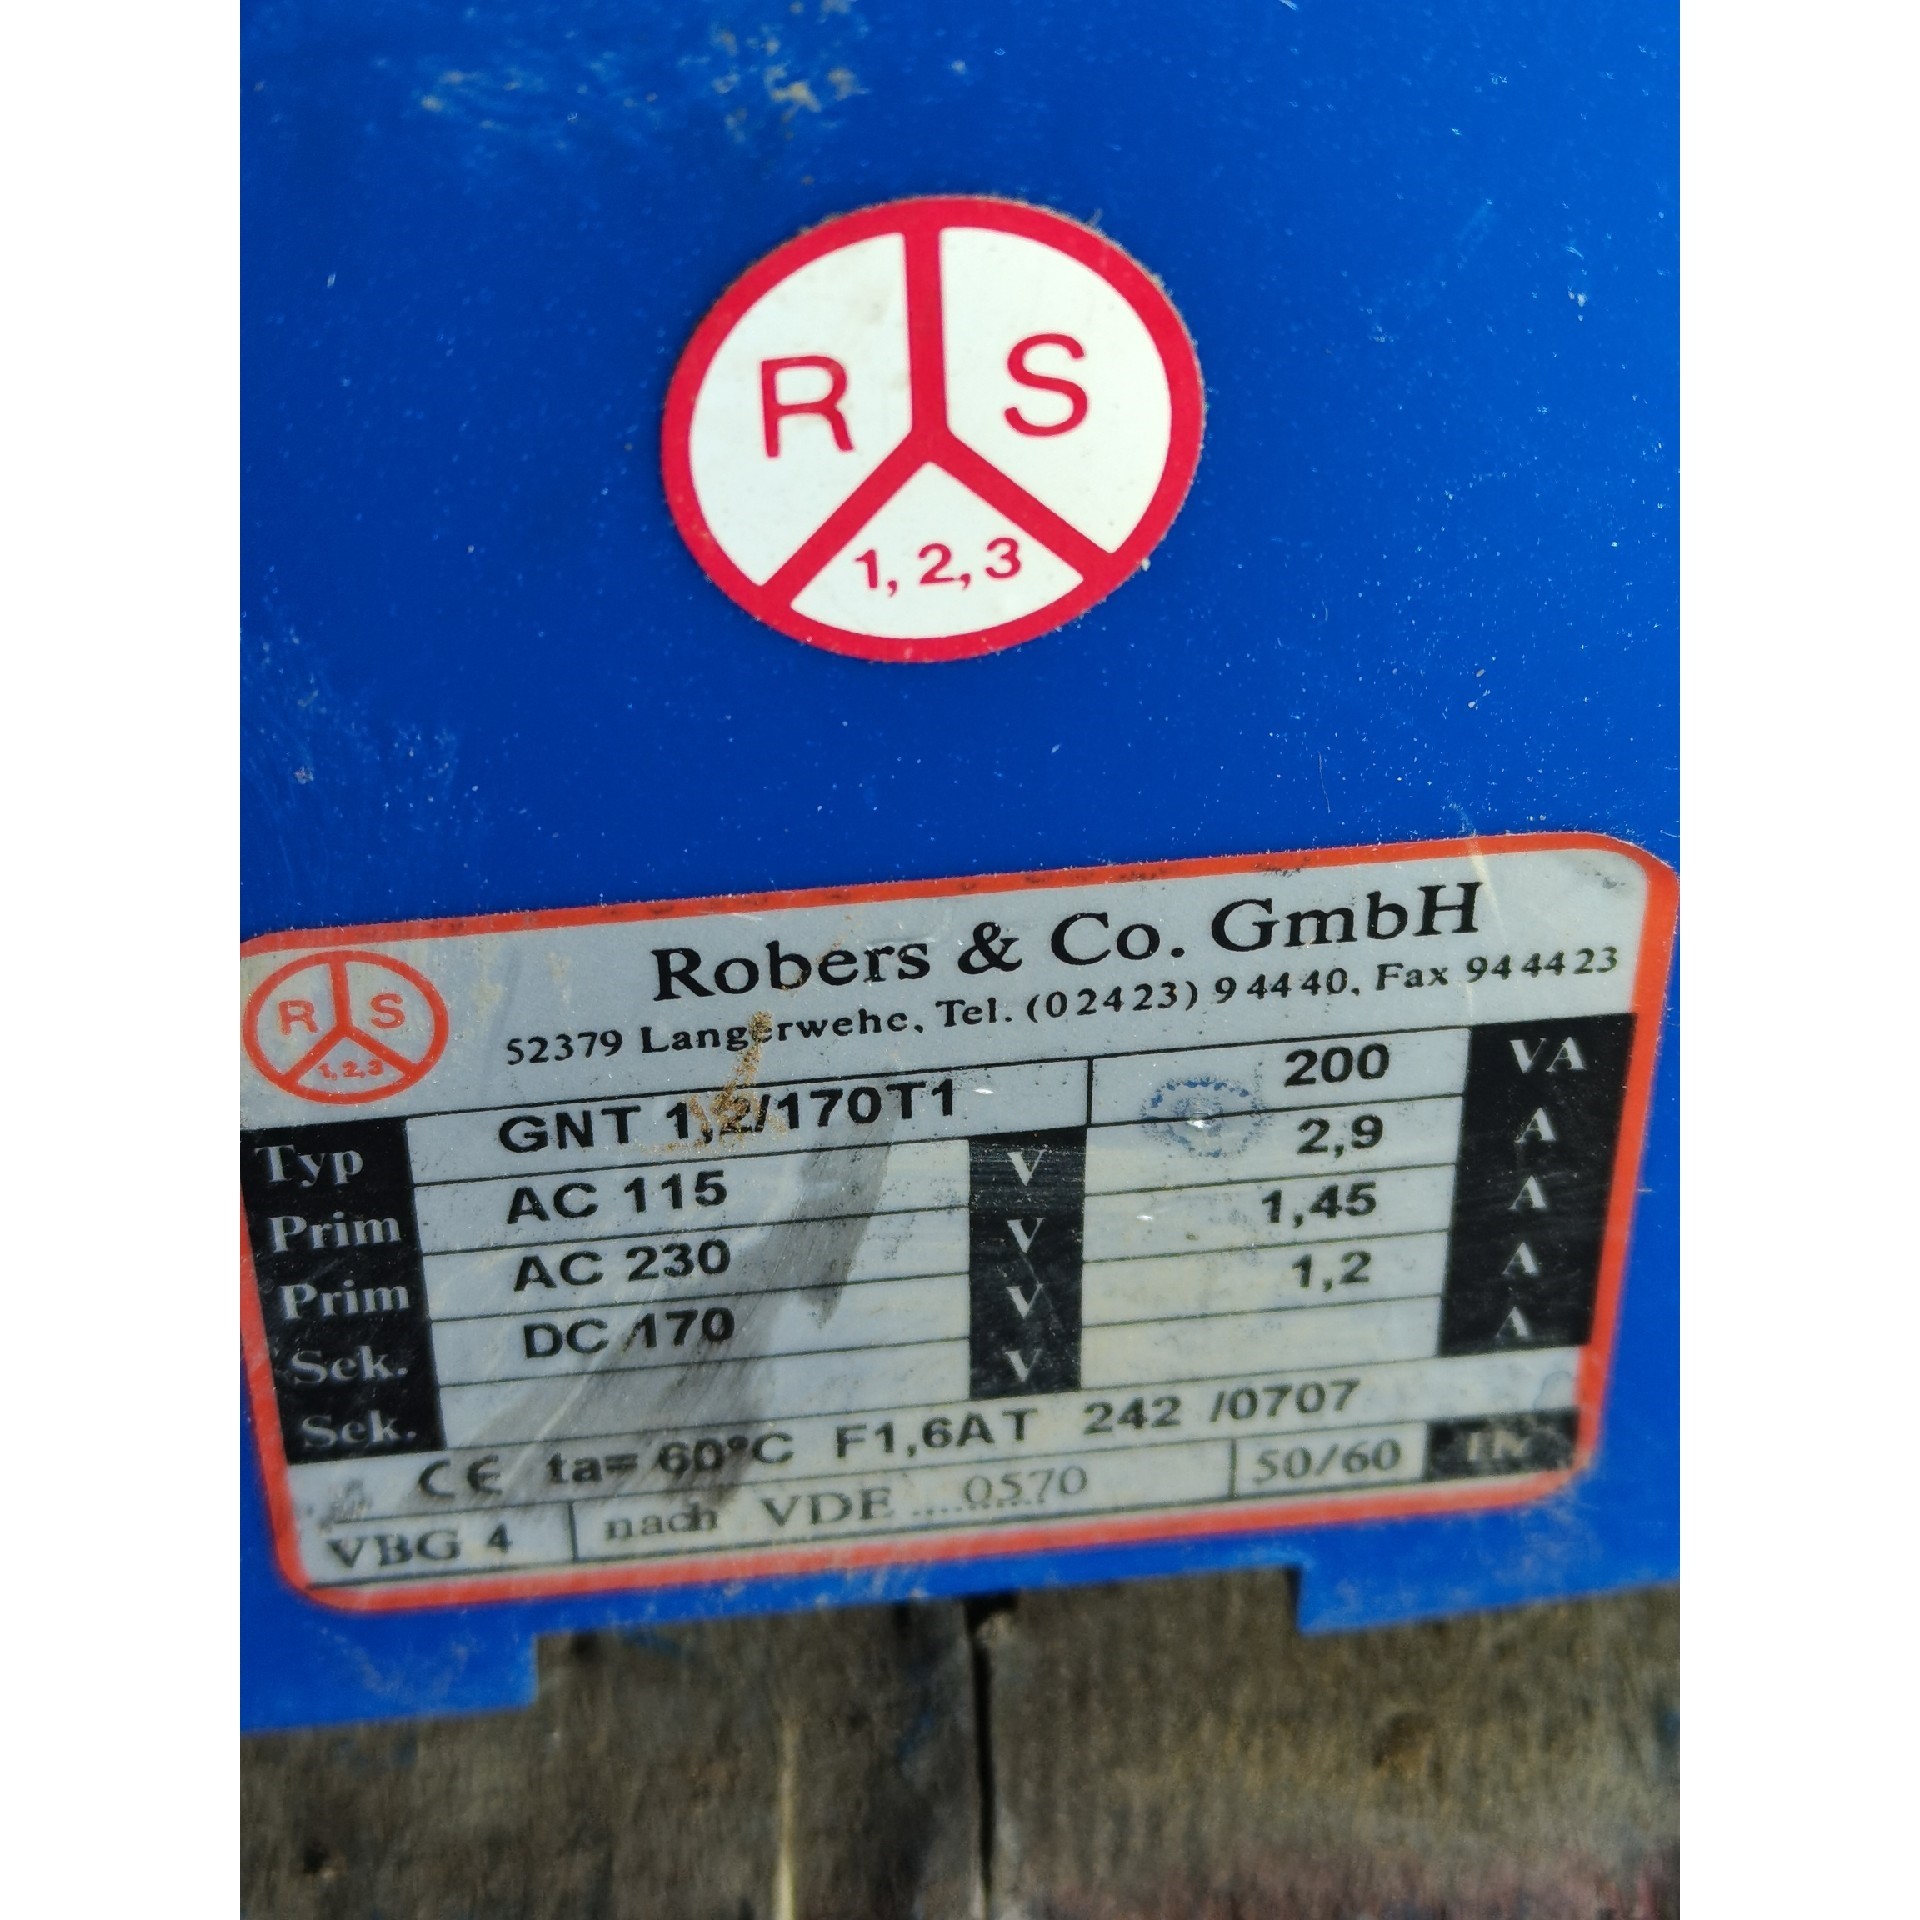 R S
1, 2, 3
R S
1, 2, 3
Robers & Co. GmbH
52379 Langerwehe, Tel. (02423) 94440, Fax 944423
Typ GNT 1,2/170T1 200 VA
Prim AC 115 V 2,9 A
Prim AC 230 V 1,45 A
Sek. DC 170 V 1,2 A
Sek. V A
CE ta= 60°C F1,6AT 242 /0707
VBG 4 nach VDE ....0570 50/60